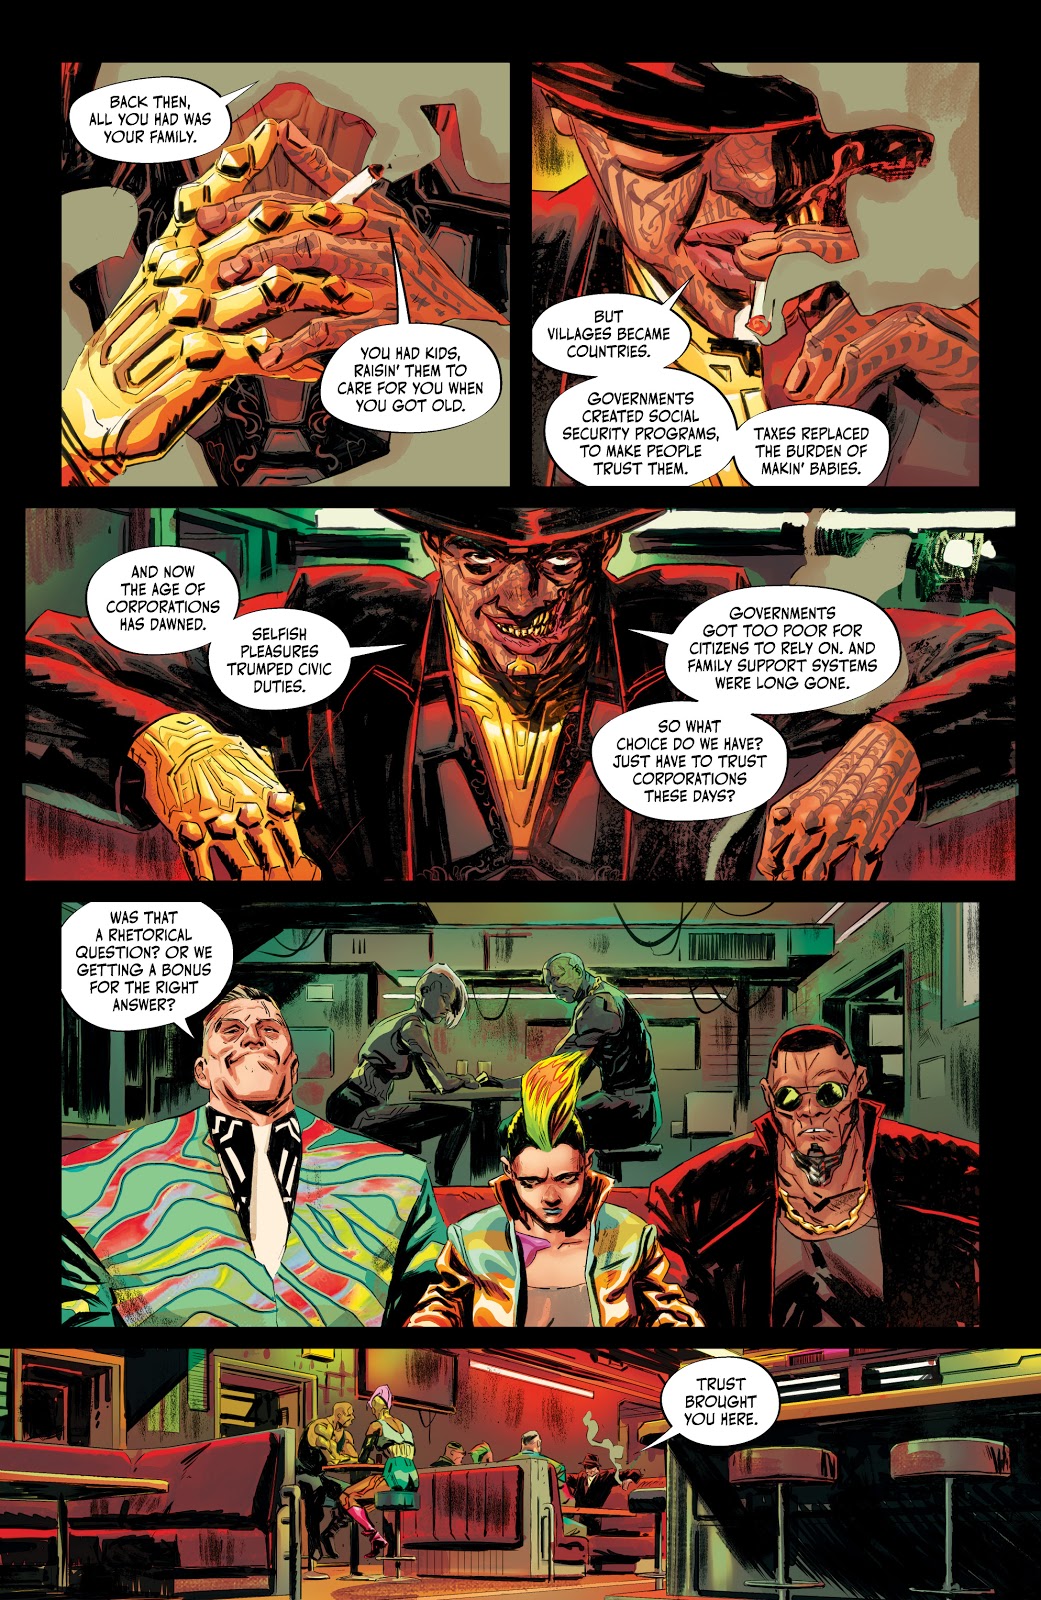 BACK THEN,
ALL YOU HAD WAS
YOUR FAMILY.
YOU HAD KIDS,
RAISIN' THEM TO
CARE FOR YOU WHEN
YOU GOT OLD.
BUT
VILLAGES BECAME
COUNTRIES.
GOVERNMENTS
CREATED SOCIAL
SECURITY PROGRAMS,
TO MAKE PEOPLE
TRUST THEM.
TAXES REPLACED
THE BURDEN OF
MAKIN' BABIES.
AND NOW
THE AGE OF
CORPORATIONS
HAS DAWNED.
SELFISH
PLEASURES
TRUMPED CIVIC
DUTIES.
GOVERNMENTS
GOT TOO POOR FOR
CITIZENS TO RELY ON. AND
FAMILY SUPPORT SYSTEMS
WERE LONG GONE.
SO WHAT
CHOICE DO WE HAVE?
JUST HAVE TO TRUST
CORPORATIONS
THESE DAYS?
WAS THAT
A RHETORICAL
QUESTION? OR WE
GETTING A BONUS
FOR THE RIGHT
ANSWER?
TRUST
BROUGHT
YOU HERE.